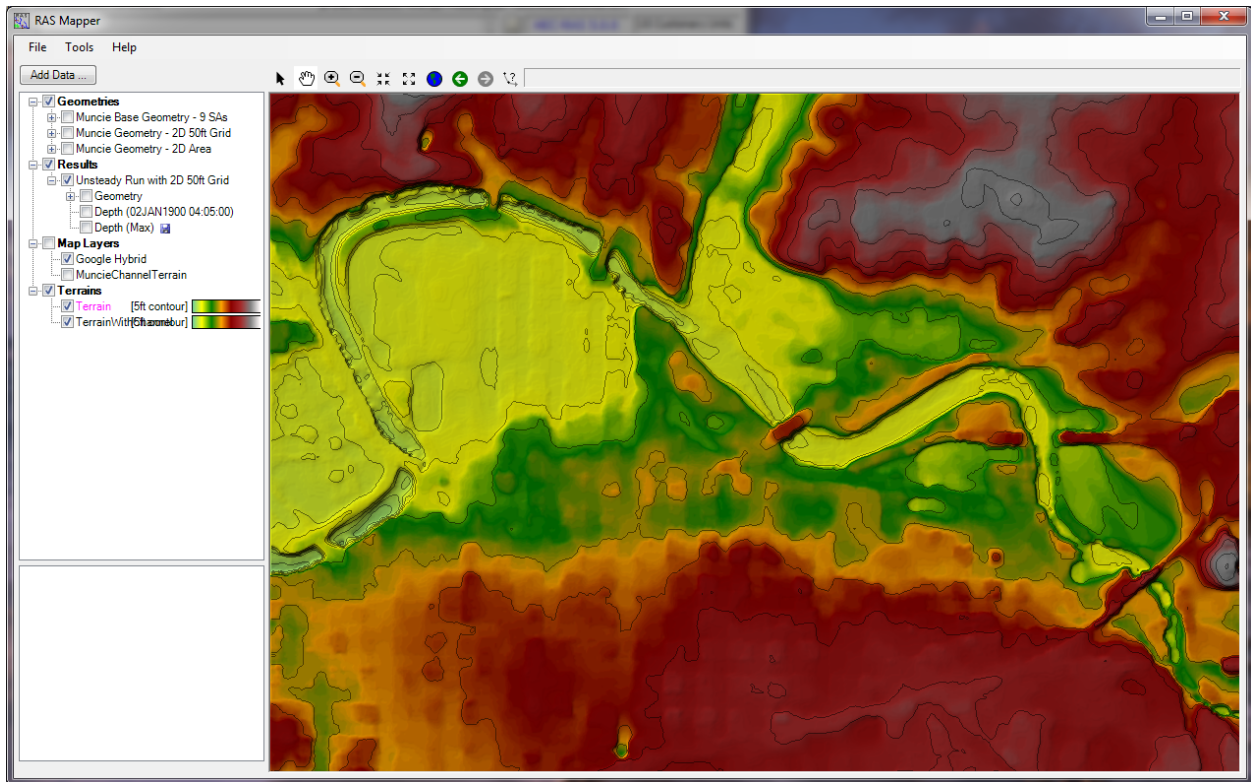 RAS Mapper
File Tools Help
Add Data ...
Geometries
Muncie Base Geometry - 9 SAs
Muncie Geometry - 2D 50ft Grid
Muncie Geometry - 2D Area
Results
Unsteady Run with 2D 50ft Grid
Geometry
Depth (02JAN1900 04:05:00)
Depth (Max)
Map Layers
Google Hybrid
MuncieChannelTerrain
Terrains
Terrain [5ft contour]